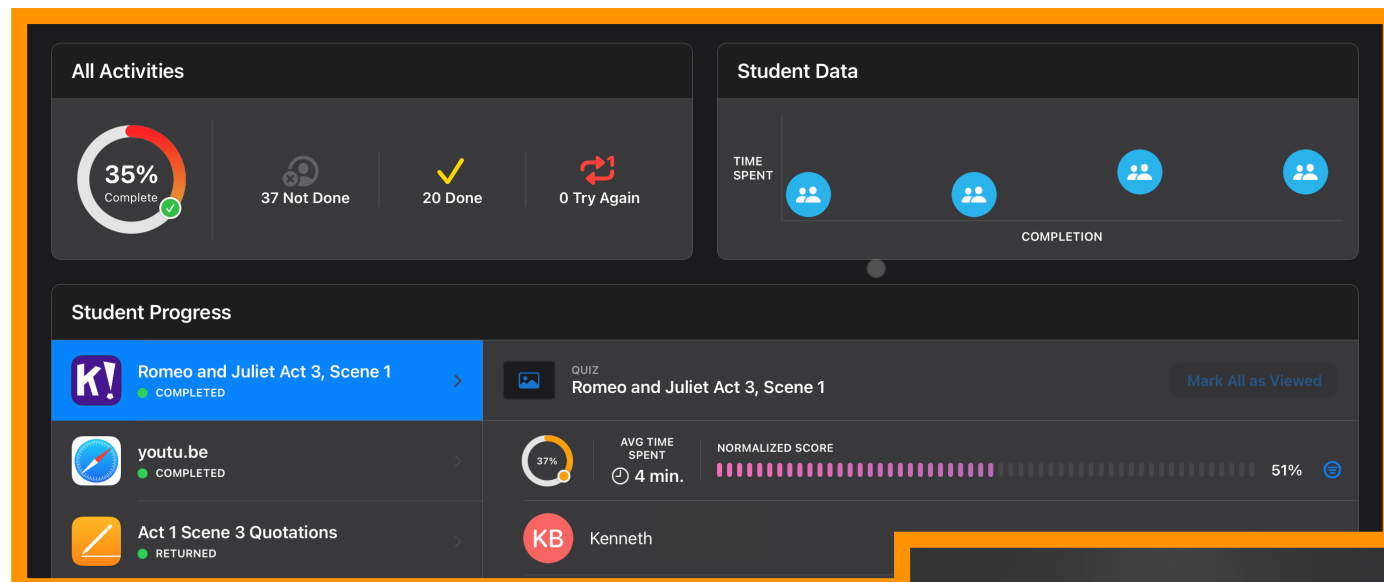 All Activities
35%
Complete
37 Not Done
20 Done
0 Try Again
Student Data
TIME
SPENT
COMPLETION
Student Progress
K!
Romeo and Juliet Act 3, Scene 1
COMPLETED
youtu.be
COMPLETED
Act 1 Scene 3 Quotations
RETURNED
QUIZ
Romeo and Juliet Act 3, Scene 1
Mark All as Viewed
37%
AVG TIME
SPENT
4 min.
NORMALIZED SCORE
51%
KB
Kenneth